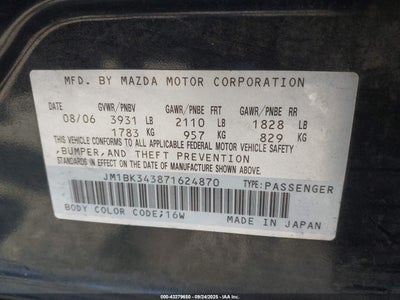 MFD. BY MAZDA MOTOR CORPORATION
GVWR/PNBV GAWR/PNBE FRT GAWR/PNBE RR
08/06 3931 LB 2110 LB 1828 LB
1783 KG 957 KG 829 KG
THIS VEHICLE CONFORMS TO ALL APPLICABLE FEDERAL MOTOR VEHICLE SAFETY
,BUMPER,AND THEFT PREVENTION
STANDARDS IN EFFECT ON THE DATE OF MANUFACTURE SHOWN ABOVE.
JM1BK343871624870 TYPE:PASSENGER
BODY COLOR CODE;16W MADE IN JAPAN
000-43279650 - 09/24/2025 - IAA Inc.